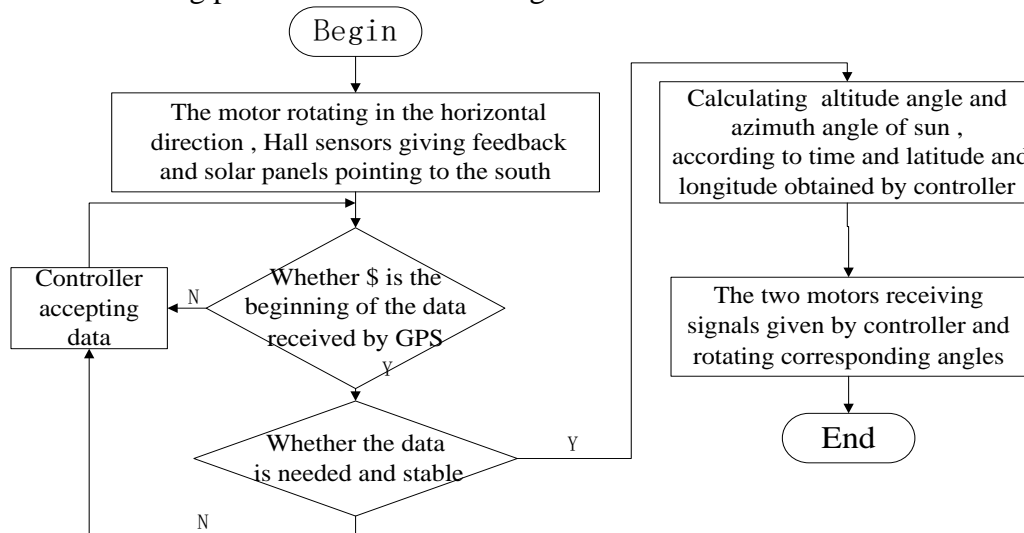 Begin
The motor rotating in the horizontal
direction , Hall sensors giving feedback
and solar panels pointing to the south
Whether $ is the
beginning of the data
received by GPS
N
Controller
accepting
data
Y
Whether the data
is needed and stable
Y
N
Calculating altitude angle and
azimuth angle of sun ,
according to time and latitude and
longitude obtained by controller
The two motors receiving
signals given by controller and
rotating corresponding angles
End